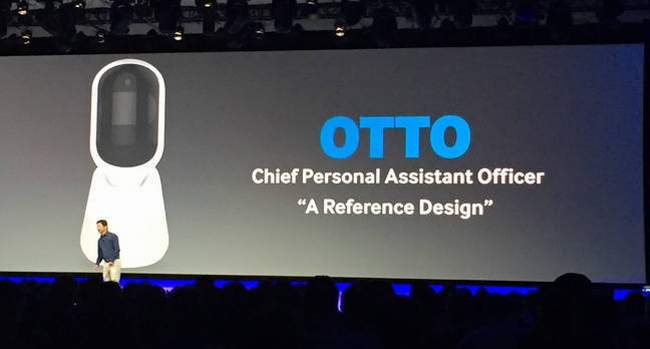 OTTO
Chief Personal Assistant Officer
“A Reference Design”